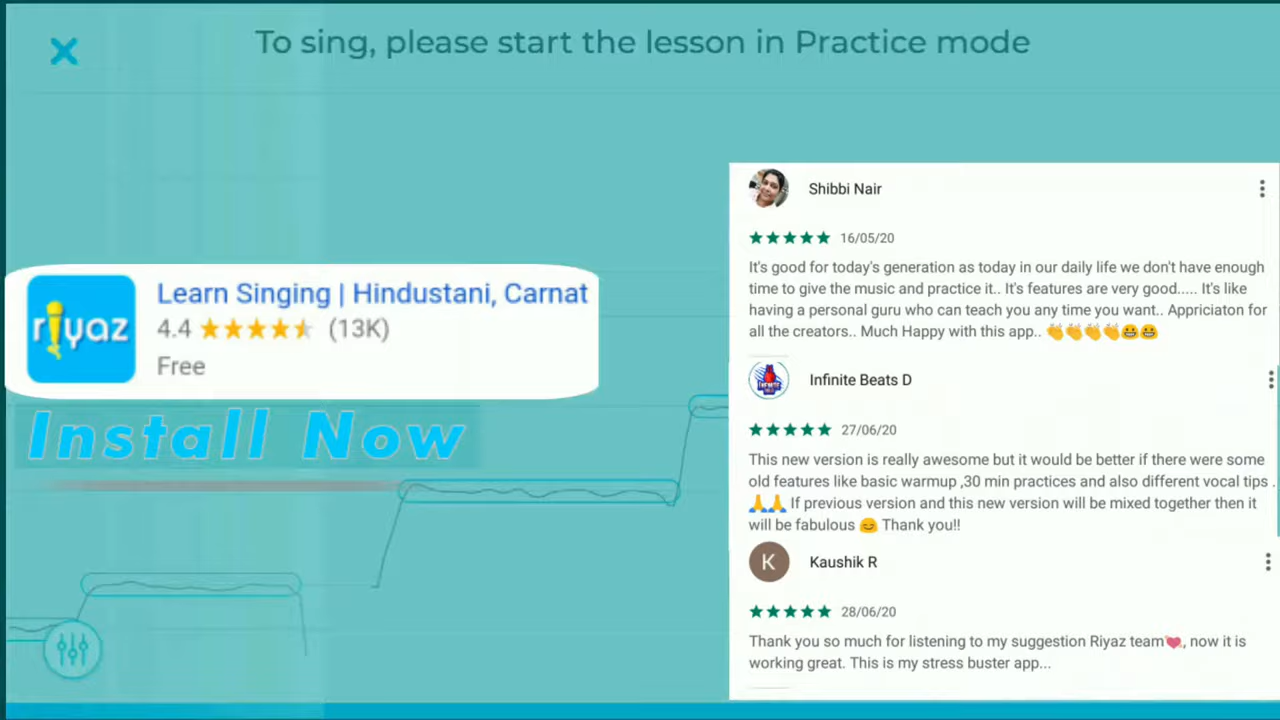 To sing, please start the lesson in Practice mode
riyaz
Learn Singing | Hindustani, Carnat
4.4 ★★★★★ (13K)
Free
Install Now
Shibbi Nair
★★★★★ 16/05/20
It's good for today's generation as today in our daily life we don't have enough
time to give the music and practice it.. It's features are very good..... It's like
having a personal guru who can teach you any time you want.. Appriciaton for
all the creators.. Much Happy with this app.. 👏👏👏👏😀😀
Infinite Beats D
★★★★★ 27/06/20
This new version is really awesome but it would be better if there were some
old features like basic warmup ,30 min practices and also different vocal tips .
🙏🙏 If previous version and this new version will be mixed together then it
will be fabulous 😊 Thank you!!
K
Kaushik R
★★★★★ 28/06/20
Thank you so much for listening to my suggestion Riyaz team💓, now it is
working great. This is my stress buster app...